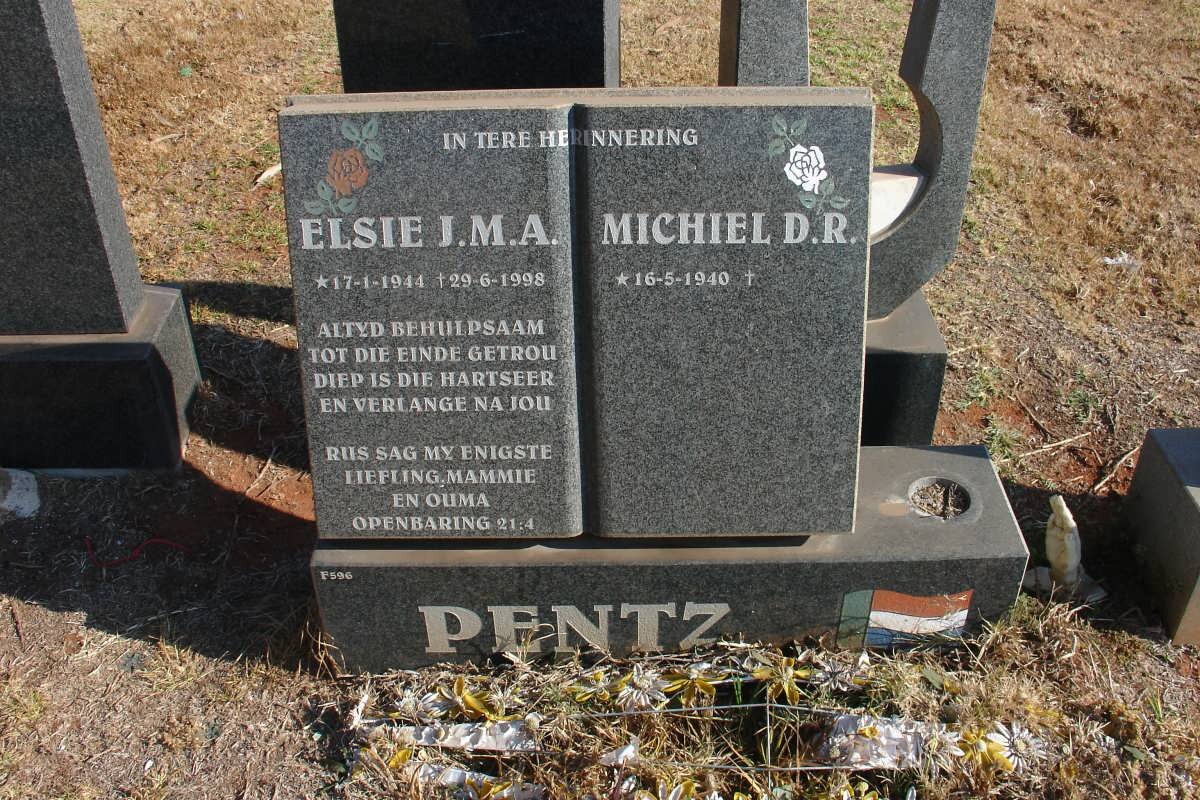 IN TERE HERINNERING
ELSIE J.M.A.
★17-1-1944 †29-6-1998
ALTYD BEHULPSAAM
TOT DIE EINDE GETROU
DIEP IS DIE HARTSEER
EN VERLANGE NA JOU
RUS SAG MY ENIGSTE
LIEFLING, MAMMIE
EN OUMA
OPENBARING 21:4
MICHIEL D.R.
★16-5-1940 †
F596
PENTZ